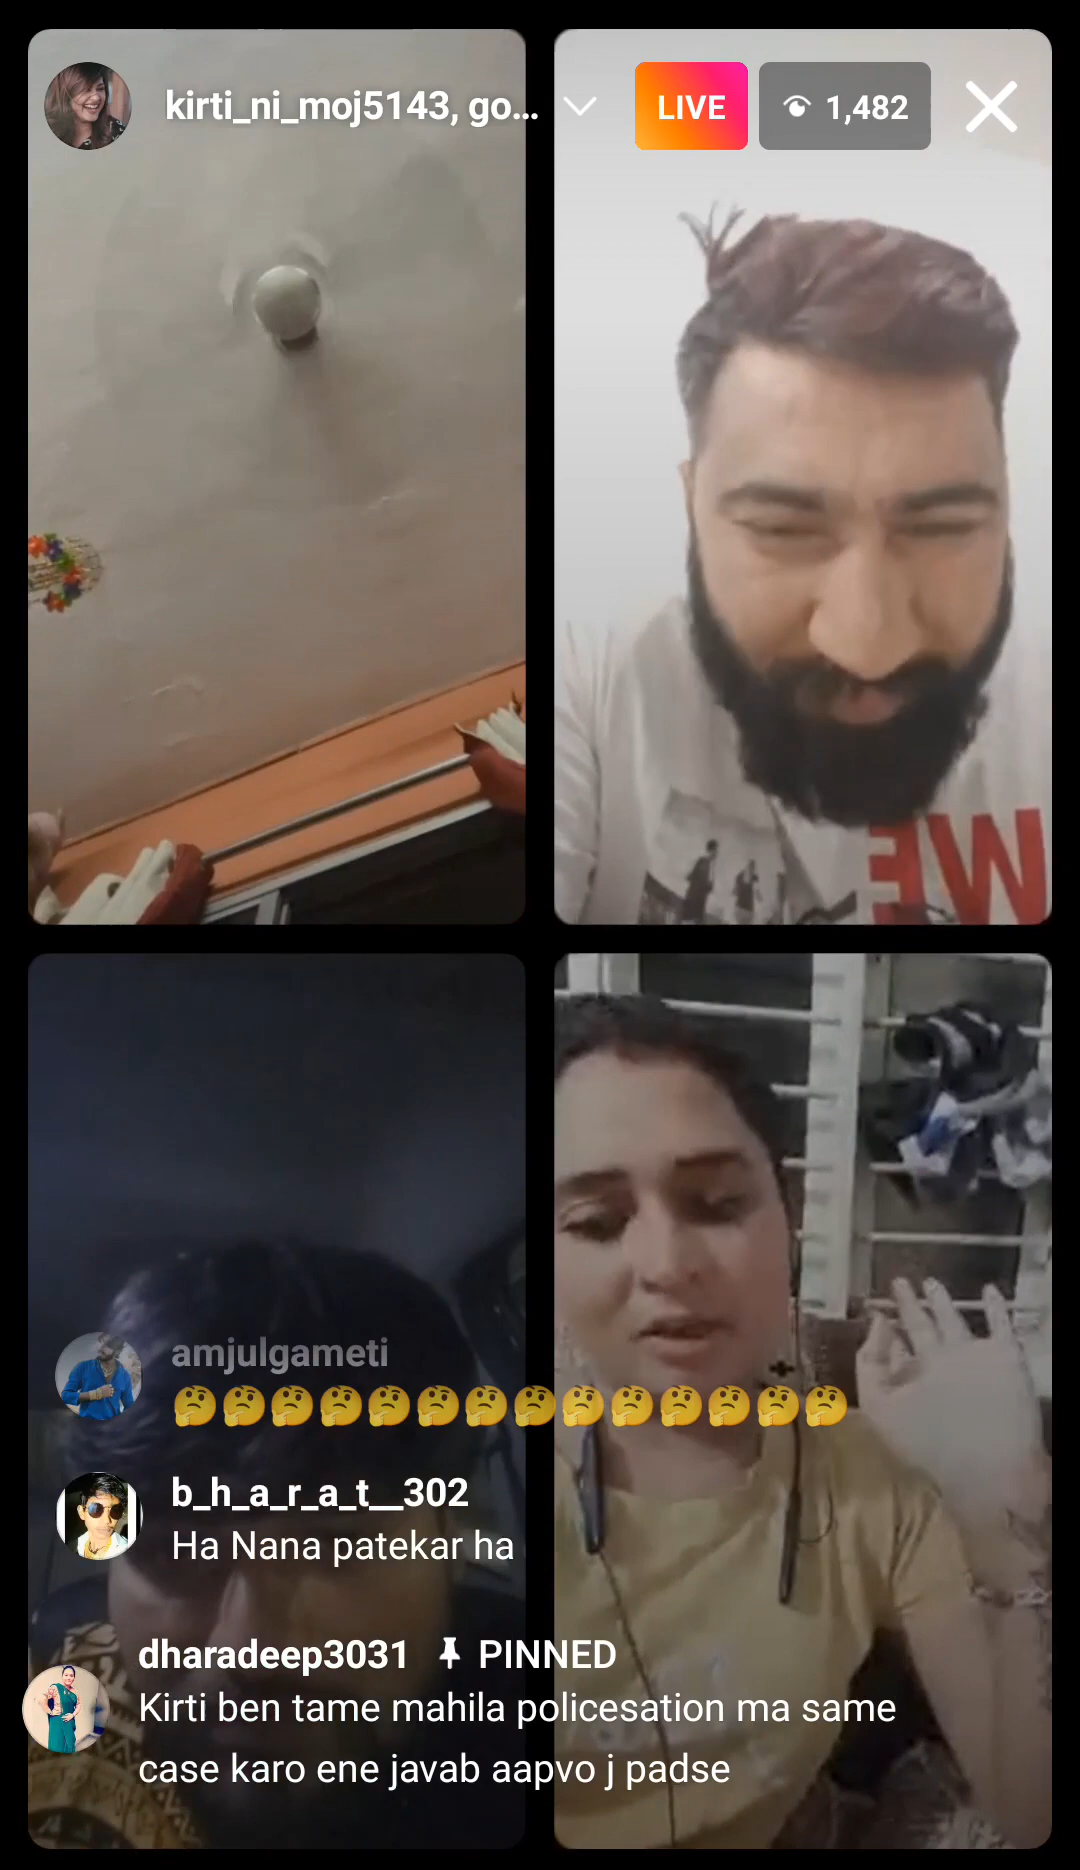 kirti_ni_moj5143, go...
LIVE
1,482
WE
amjulgameti
🤔🤔🤔🤔🤔🤔🤔🤔🤔🤔🤔🤔🤔🤔
b_h_a_r_a_t__302
Ha Nana patekar ha
dharadeep3031 PINNED
Kirti ben tame mahila policesation ma same
case karo ene javab aapvo j padse